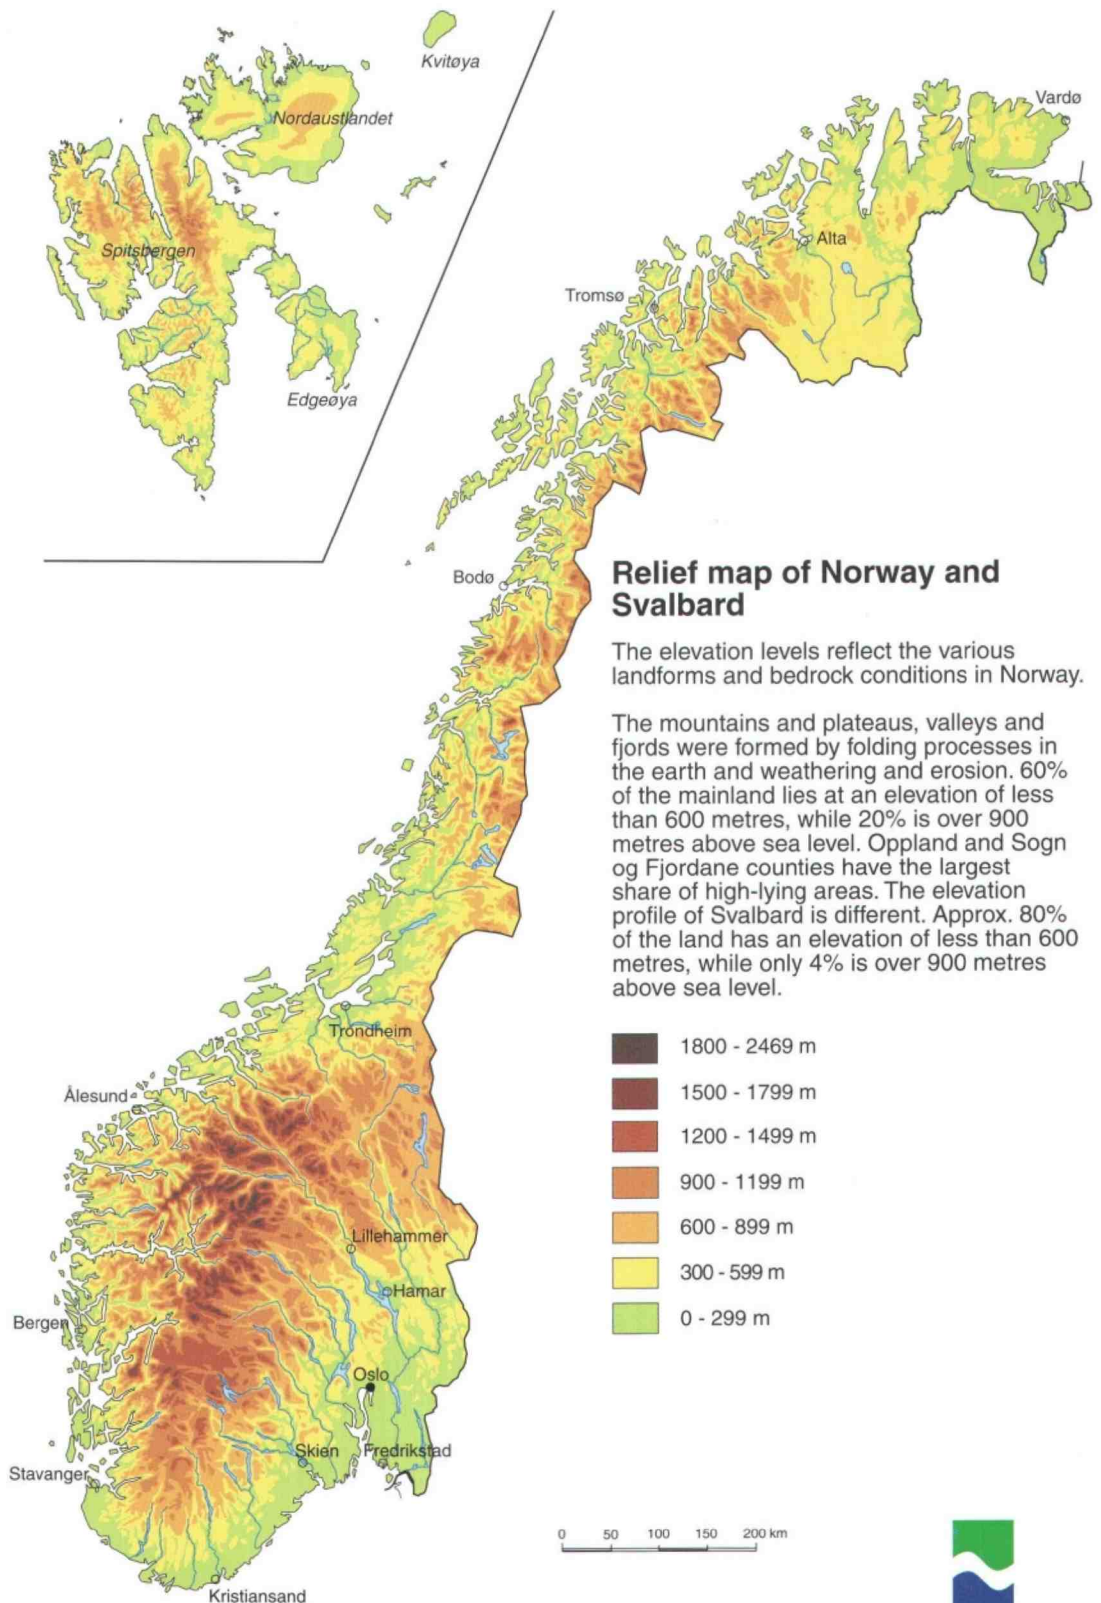 Kvitøya
Nordaustlandet
Spitsbergen
Edgeøya
Vardø
Alta
Tromsø
Bodø
Relief map of Norway and
Svalbard
The elevation levels reflect the various
landforms and bedrock conditions in Norway.
The mountains and plateaus, valleys and
fjords were formed by folding processes in
the earth and weathering and erosion. 60%
of the mainland lies at an elevation of less
than 600 metres, while 20% is over 900
metres above sea level. Oppland and Sogn
og Fjordane counties have the largest
share of high-lying areas. The elevation
profile of Svalbard is different. Approx. 80%
of the land has an elevation of less than 600
metres, while only 4% is over 900 metres
above sea level.
1800 - 2469 m
1500 - 1799 m
1200 - 1499 m
900 - 1199 m
600 - 899 m
300 - 599 m
0 - 299 m
Trondheim
Ålesund
Lillehammer
Hamar
Bergen
Oslo
Skien
Fredrikstad
Stavanger
Kristiansand
0 50 100 150 200 km